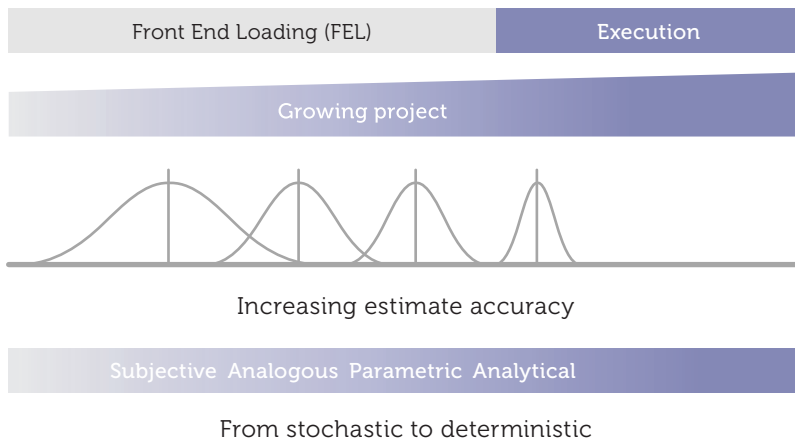 Front End Loading (FEL) Execution
Growing project
Increasing estimate accuracy
Subjective Analogous Parametric Analytical
From stochastic to deterministic